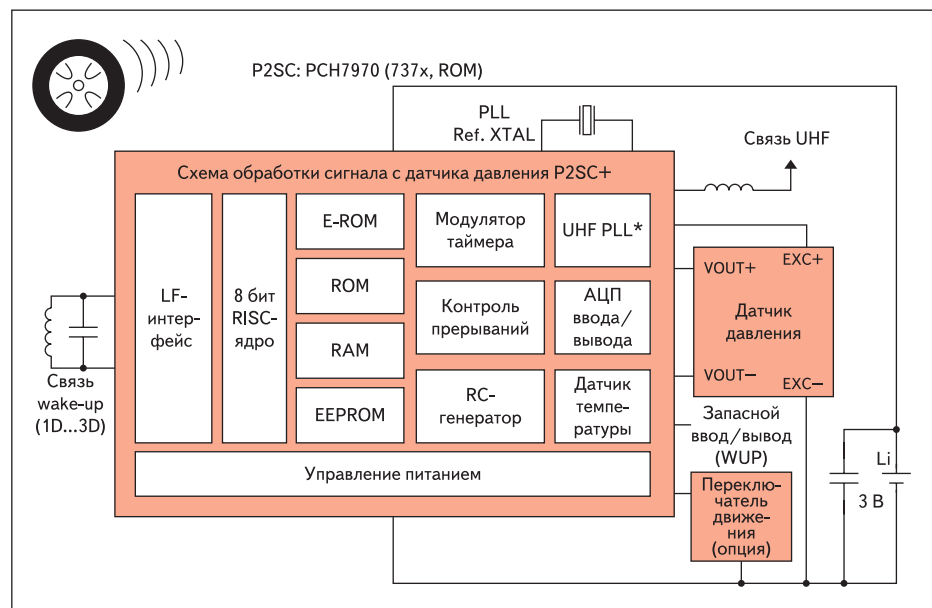 P2SC: PCH7970 (737x, ROM)
PLL
Ref. XTAL
Связь UHF
Схема обработки сигнала с датчика давления P2SC+
LF-
интер-
фейс
8 бит
RISC-
ядро
E-ROM
ROM
RAM
EEPROM
Модулятор
таймера
Контроль
прерываний
RC-
генератор
UHF PLL*
АЦП
ввода/
вывода
Датчик
темпе-
ратуры
Управление питанием
Связь
wake-up
(1D...3D)
VOUT+
EXC+
Датчик
давления
VOUT–
EXC–
Запасной
ввод/вывод
(WUP)
Переклю-
чатель
движе-
ния
(опция)
Li
3 В